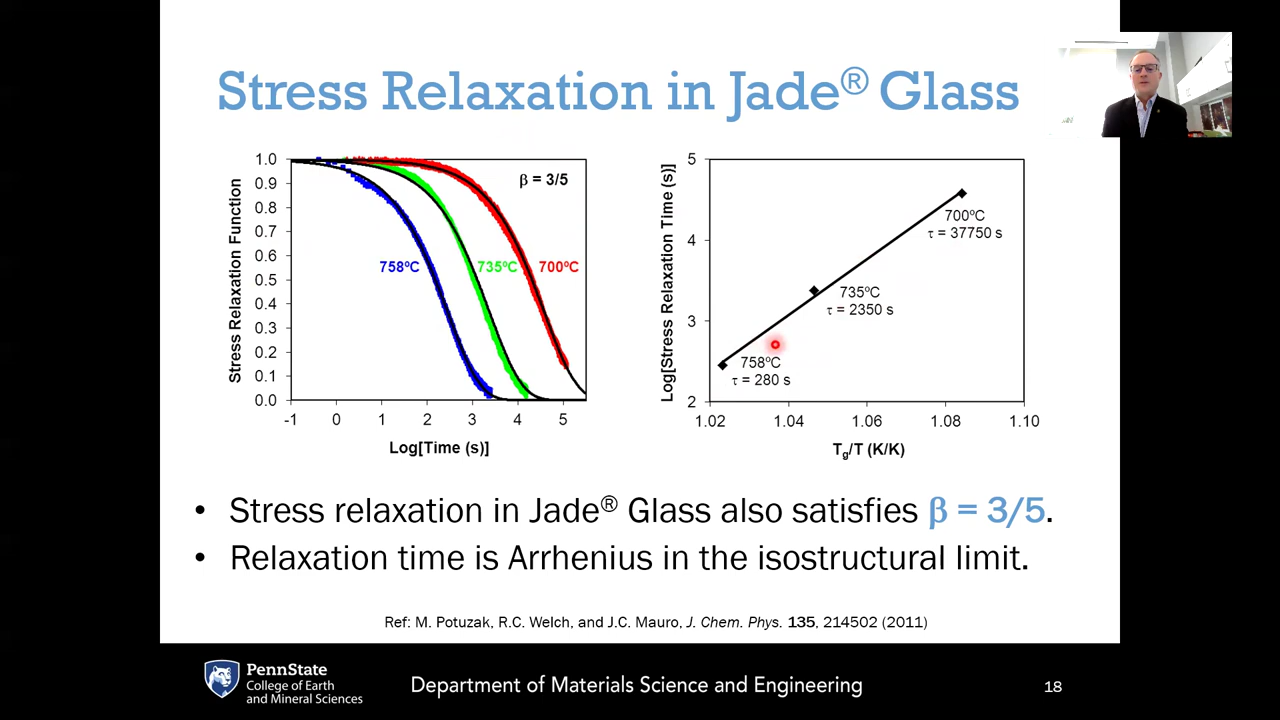 Stress Relaxation in Jade® Glass
Stress Relaxation Function
1.0
0.9
0.8
0.7
0.6
0.5
0.4
0.3
0.2
0.1
0.0
β = 3/5
758ºC
735ºC
700ºC
-1 0 1 2 3 4 5
Log[Time (s)]
Log[Stress Relaxation Time (s)]
5
4
3
2
700ºC
τ = 37750 s
735ºC
τ = 2350 s
758ºC
τ = 280 s
1.02 1.04 1.06 1.08 1.10
Tg/T (K/K)
• Stress relaxation in Jade® Glass also satisfies β = 3/5.
• Relaxation time is Arrhenius in the isostructural limit.
Ref: M. Potuzak, R.C. Welch, and J.C. Mauro, J. Chem. Phys. 135, 214502 (2011)
PennState
College of Earth
and Mineral Sciences
Department of Materials Science and Engineering
18